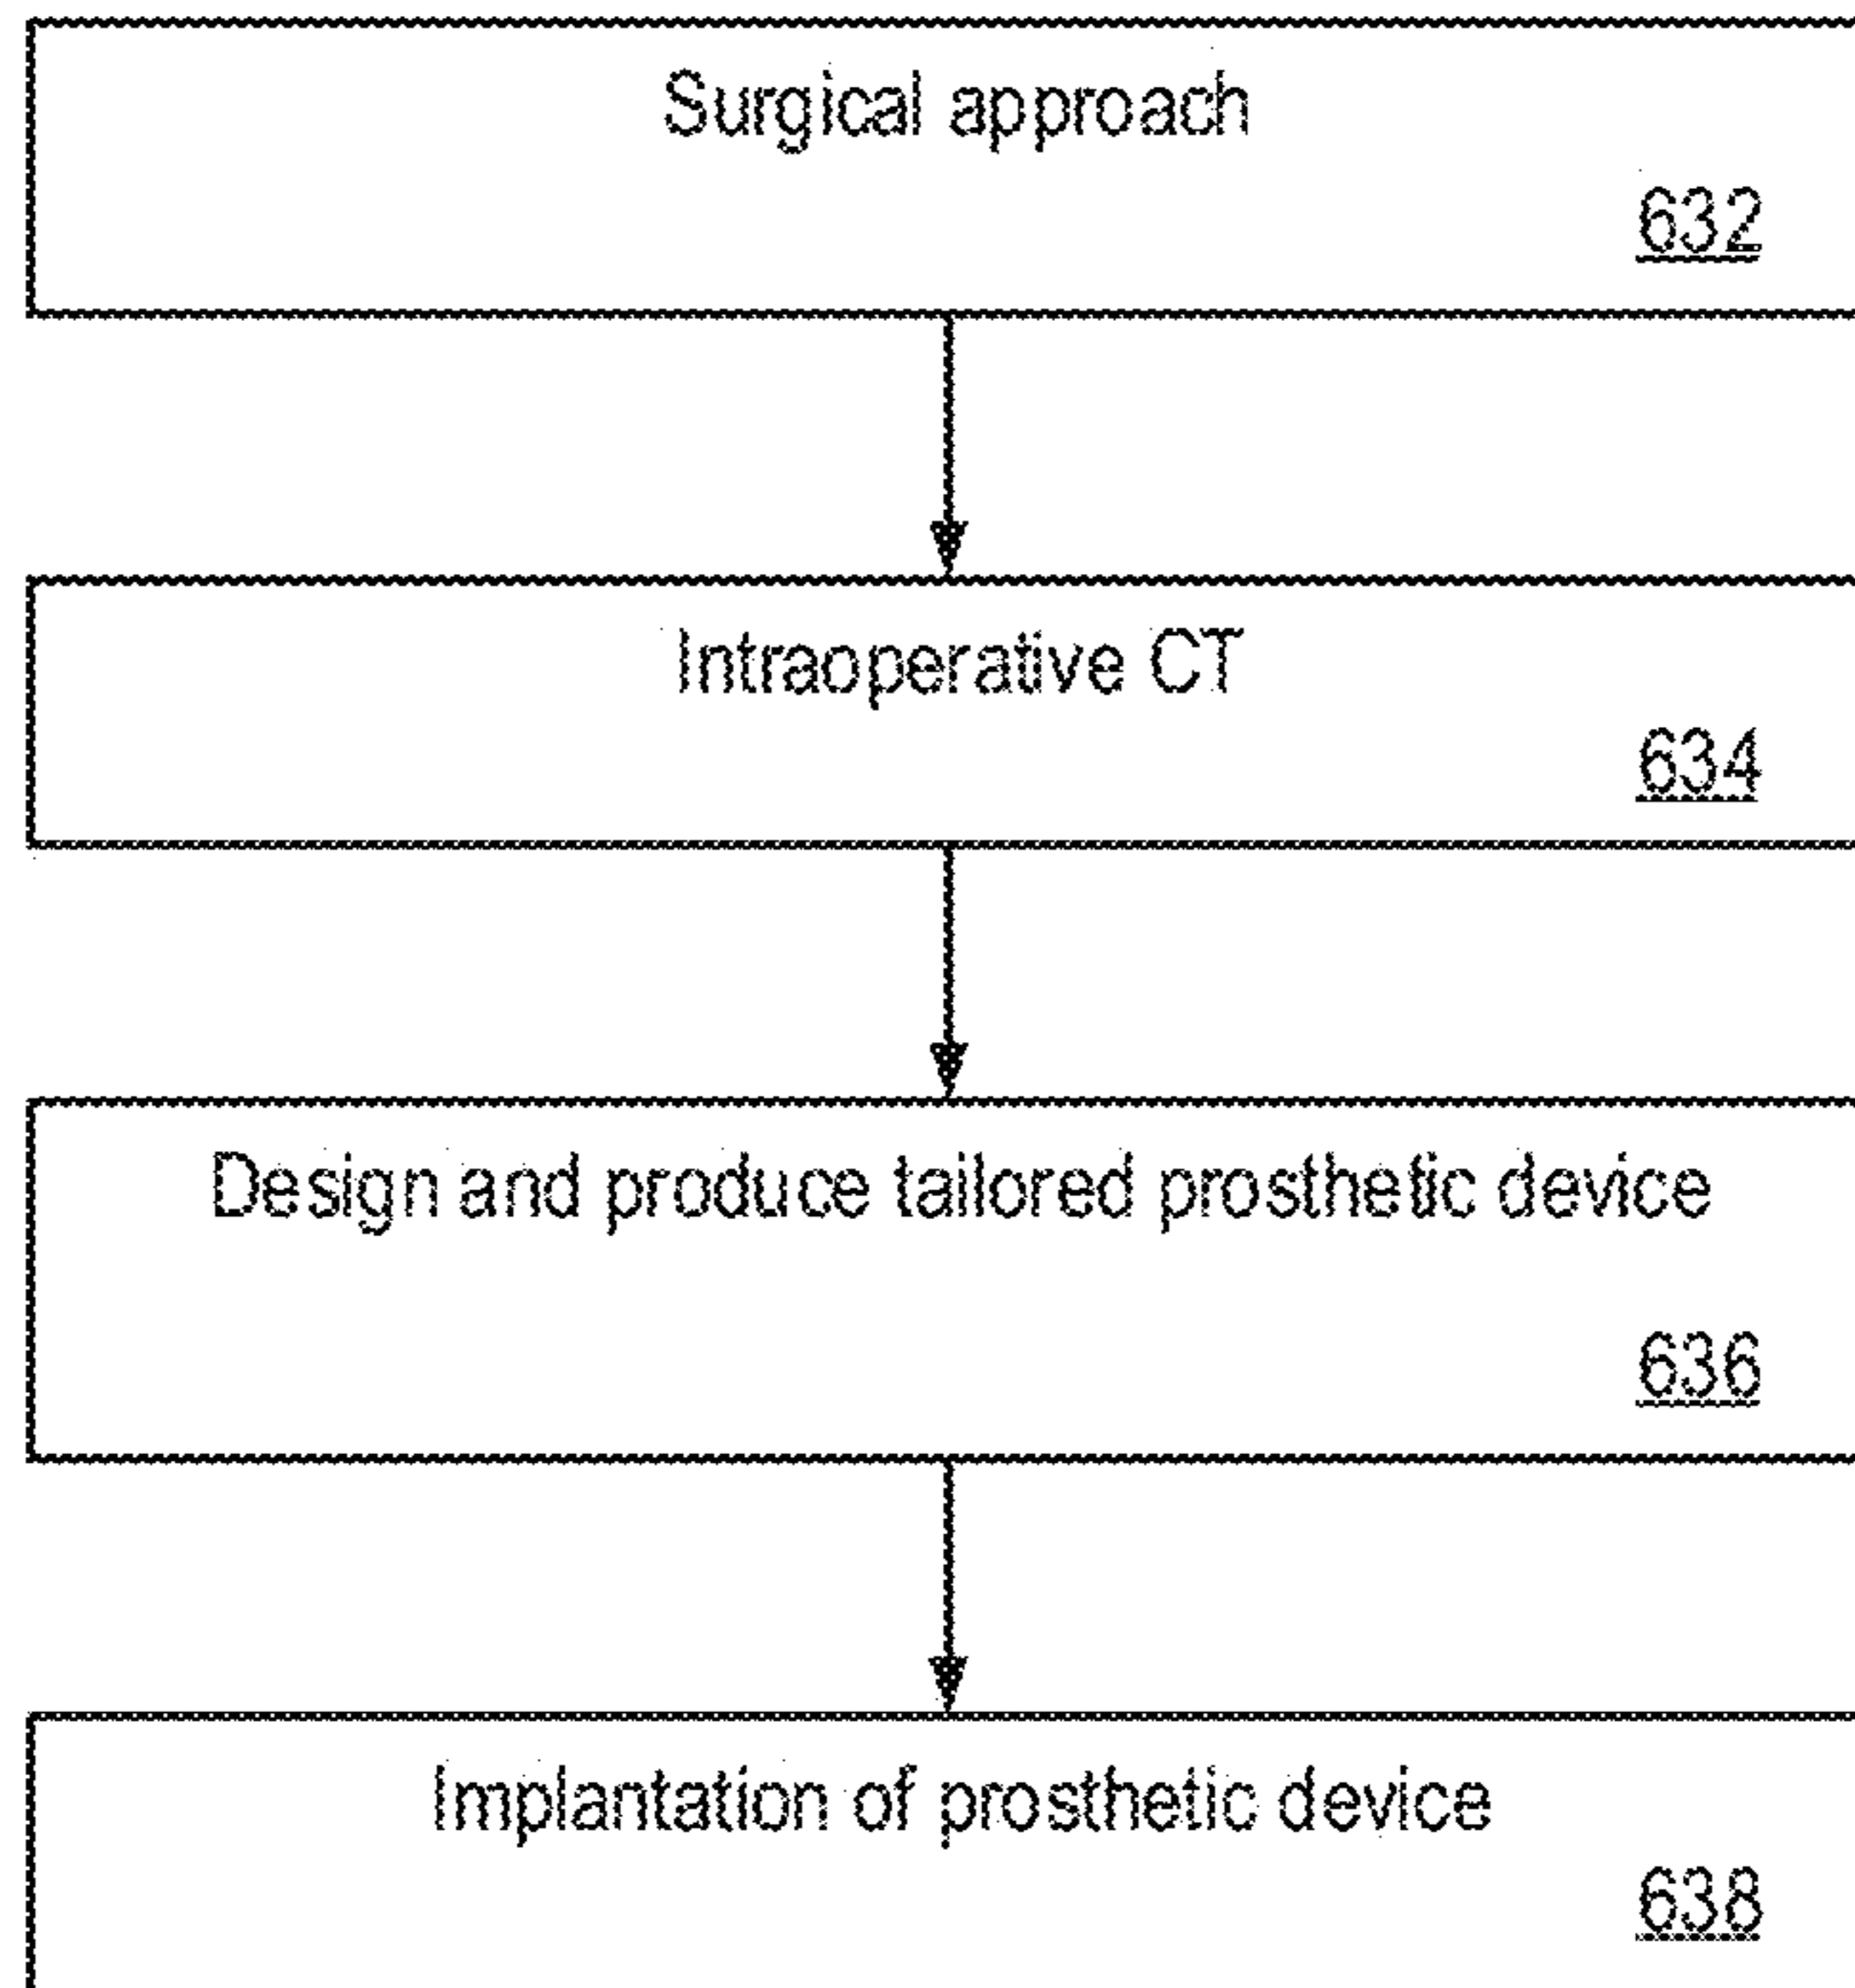 Surgical approach
632
Intraoperative CT
634
Design and produce tailored prosthetic device
636
Implantation of prosthetic device
638